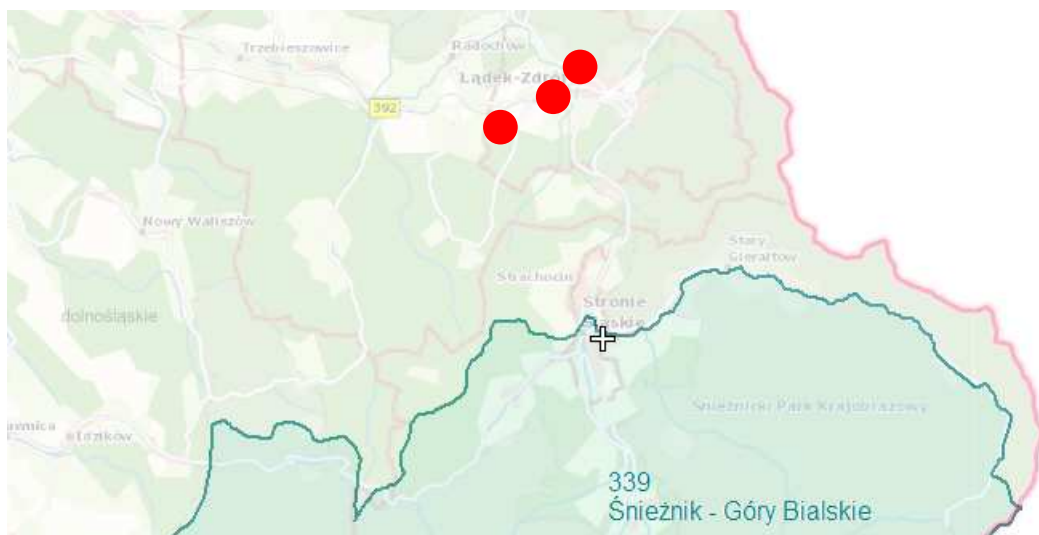 Trzebieszowice
Radochów
Lądek-Zdrój
392
Nowy Waliszów
Stary
Gierałtów
Strachocin
Stronie
Śląskie
dolnośląskie
Śnieżnicki Park Krajobrazowy
Idzików
339
Śnieżnik - Góry Bialskie